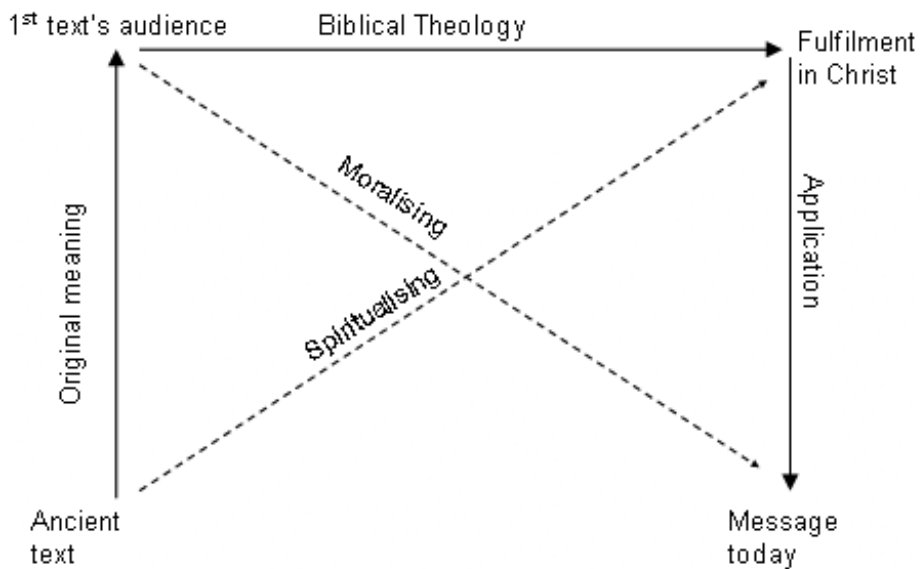 1st text's audience
Biblical Theology
Fulfilment
in Christ
Moralising
Spiritualising
Original meaning
Application
Ancient
text
Message
today